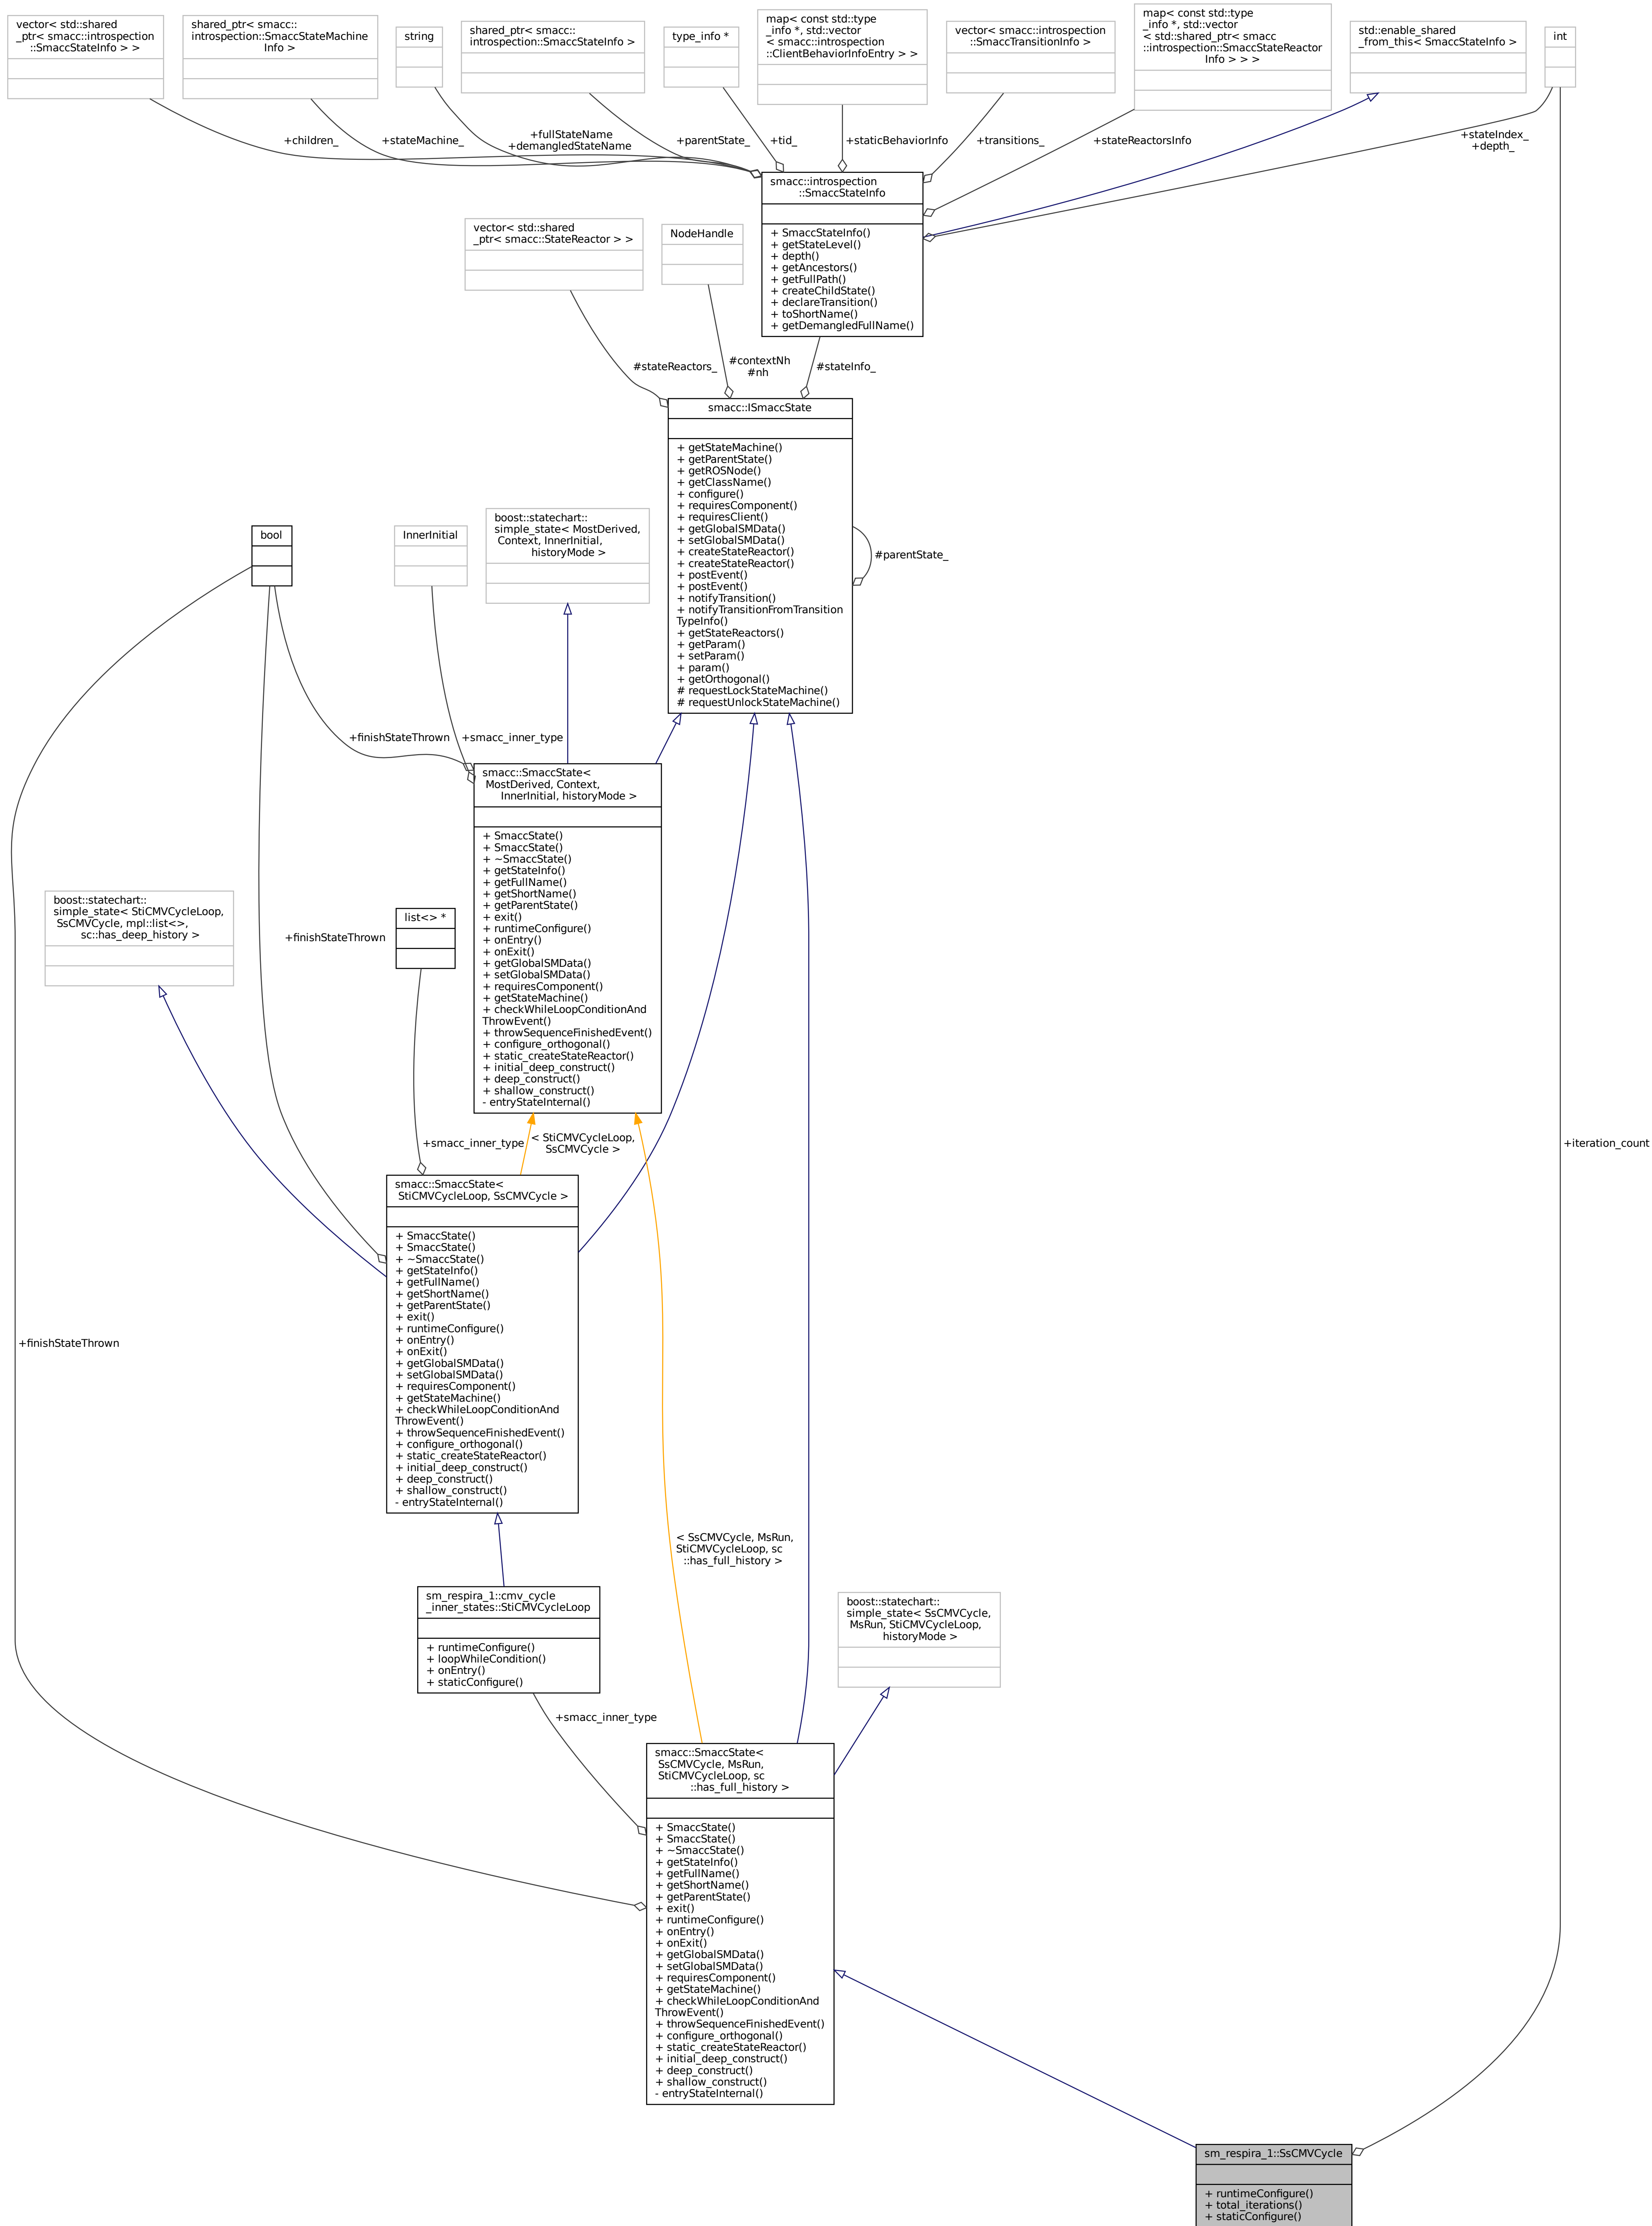 vector< std::shared
_ptr< smacc::introspection
::SmaccStateInfo > >
shared_ptr< smacc::
introspection::SmaccStateMachine
Info >
string
shared_ptr< smacc::
introspection::SmaccStateInfo >
type_info *
map< const std::type
_info *, std::vector
< smacc::introspection
::ClientBehaviorInfoEntry > >
vector< smacc::introspection
::SmaccTransitionInfo >
map< const std::type
_info *, std::vector
< std::shared_ptr< smacc
::introspection::SmaccStateReactor
Info > > >
std::enable_shared
_from_this< SmaccStateInfo >
int
+children_
+stateMachine_
+fullStateName
+demangledStateName
+parentState_
+tid_
+staticBehaviorInfo
+transitions_
+stateReactorsInfo
+stateIndex_
+depth_
smacc::introspection
::SmaccStateInfo
+ SmaccStateInfo()
+ getStateLevel()
+ depth()
+ getAncestors()
+ getFullPath()
+ createChildState()
+ declareTransition()
+ toShortName()
+ getDemangledFullName()
vector< std::shared
_ptr< smacc::StateReactor > >
NodeHandle
#stateReactors_
#contextNh
#nh
#stateInfo_
smacc::ISmaccState
+ getStateMachine()
+ getParentState()
+ getROSNode()
+ getClassName()
+ configure()
+ requiresComponent()
+ requiresClient()
+ getGlobalSMData()
+ setGlobalSMData()
+ createStateReactor()
+ createStateReactor()
+ postEvent()
+ postEvent()
+ notifyTransition()
+ notifyTransitionFromTransition
TypeInfo()
+ getStateReactors()
+ getParam()
+ setParam()
+ param()
+ getOrthogonal()
# requestLockStateMachine()
# requestUnlockStateMachine()
#parentState_
bool
InnerInitial
boost::statechart::
simple_state< MostDerived,
Context, InnerInitial,
historyMode >
+finishStateThrown
+smacc_inner_type
smacc::SmaccState<
MostDerived, Context,
InnerInitial, historyMode >
+ SmaccState()
+ SmaccState()
+ ~SmaccState()
+ getStateInfo()
+ getFullName()
+ getShortName()
+ getParentState()
+ exit()
+ runtimeConfigure()
+ onEntry()
+ onExit()
+ getGlobalSMData()
+ setGlobalSMData()
+ requiresComponent()
+ getStateMachine()
+ checkWhileLoopConditionAnd
ThrowEvent()
+ throwSequenceFinishedEvent()
+ configure_orthogonal()
+ static_createStateReactor()
+ initial_deep_construct()
+ deep_construct()
+ shallow_construct()
- entryStateInternal()
boost::statechart::
simple_state< StiCMVCycleLoop,
SsCMVCycle, mpl::list<>,
sc::has_deep_history >
+finishStateThrown
list<> *
+smacc_inner_type
< StiCMVCycleLoop,
SsCMVCycle >
+iteration_count
smacc::SmaccState<
StiCMVCycleLoop, SsCMVCycle >
+ SmaccState()
+ SmaccState()
+ ~SmaccState()
+ getStateInfo()
+ getFullName()
+ getShortName()
+ getParentState()
+ exit()
+ runtimeConfigure()
+ onEntry()
+ onExit()
+ getGlobalSMData()
+ setGlobalSMData()
+ requiresComponent()
+ getStateMachine()
+ checkWhileLoopConditionAnd
ThrowEvent()
+ throwSequenceFinishedEvent()
+ configure_orthogonal()
+ static_createStateReactor()
+ initial_deep_construct()
+ deep_construct()
+ shallow_construct()
- entryStateInternal()
+finishStateThrown
< SsCMVCycle, MsRun,
StiCMVCycleLoop, sc
::has_full_history >
sm_respira_1::cmv_cycle
_inner_states::StiCMVCycleLoop
+ runtimeConfigure()
+ loopWhileCondition()
+ onEntry()
+ staticConfigure()
boost::statechart::
simple_state< SsCMVCycle,
MsRun, StiCMVCycleLoop,
historyMode >
+smacc_inner_type
smacc::SmaccState<
SsCMVCycle, MsRun,
StiCMVCycleLoop, sc
::has_full_history >
+ SmaccState()
+ SmaccState()
+ ~SmaccState()
+ getStateInfo()
+ getFullName()
+ getShortName()
+ getParentState()
+ exit()
+ runtimeConfigure()
+ onEntry()
+ onExit()
+ getGlobalSMData()
+ setGlobalSMData()
+ requiresComponent()
+ getStateMachine()
+ checkWhileLoopConditionAnd
ThrowEvent()
+ throwSequenceFinishedEvent()
+ configure_orthogonal()
+ static_createStateReactor()
+ initial_deep_construct()
+ deep_construct()
+ shallow_construct()
- entryStateInternal()
sm_respira_1::SsCMVCycle
+ runtimeConfigure()
+ total_iterations()
+ staticConfigure()